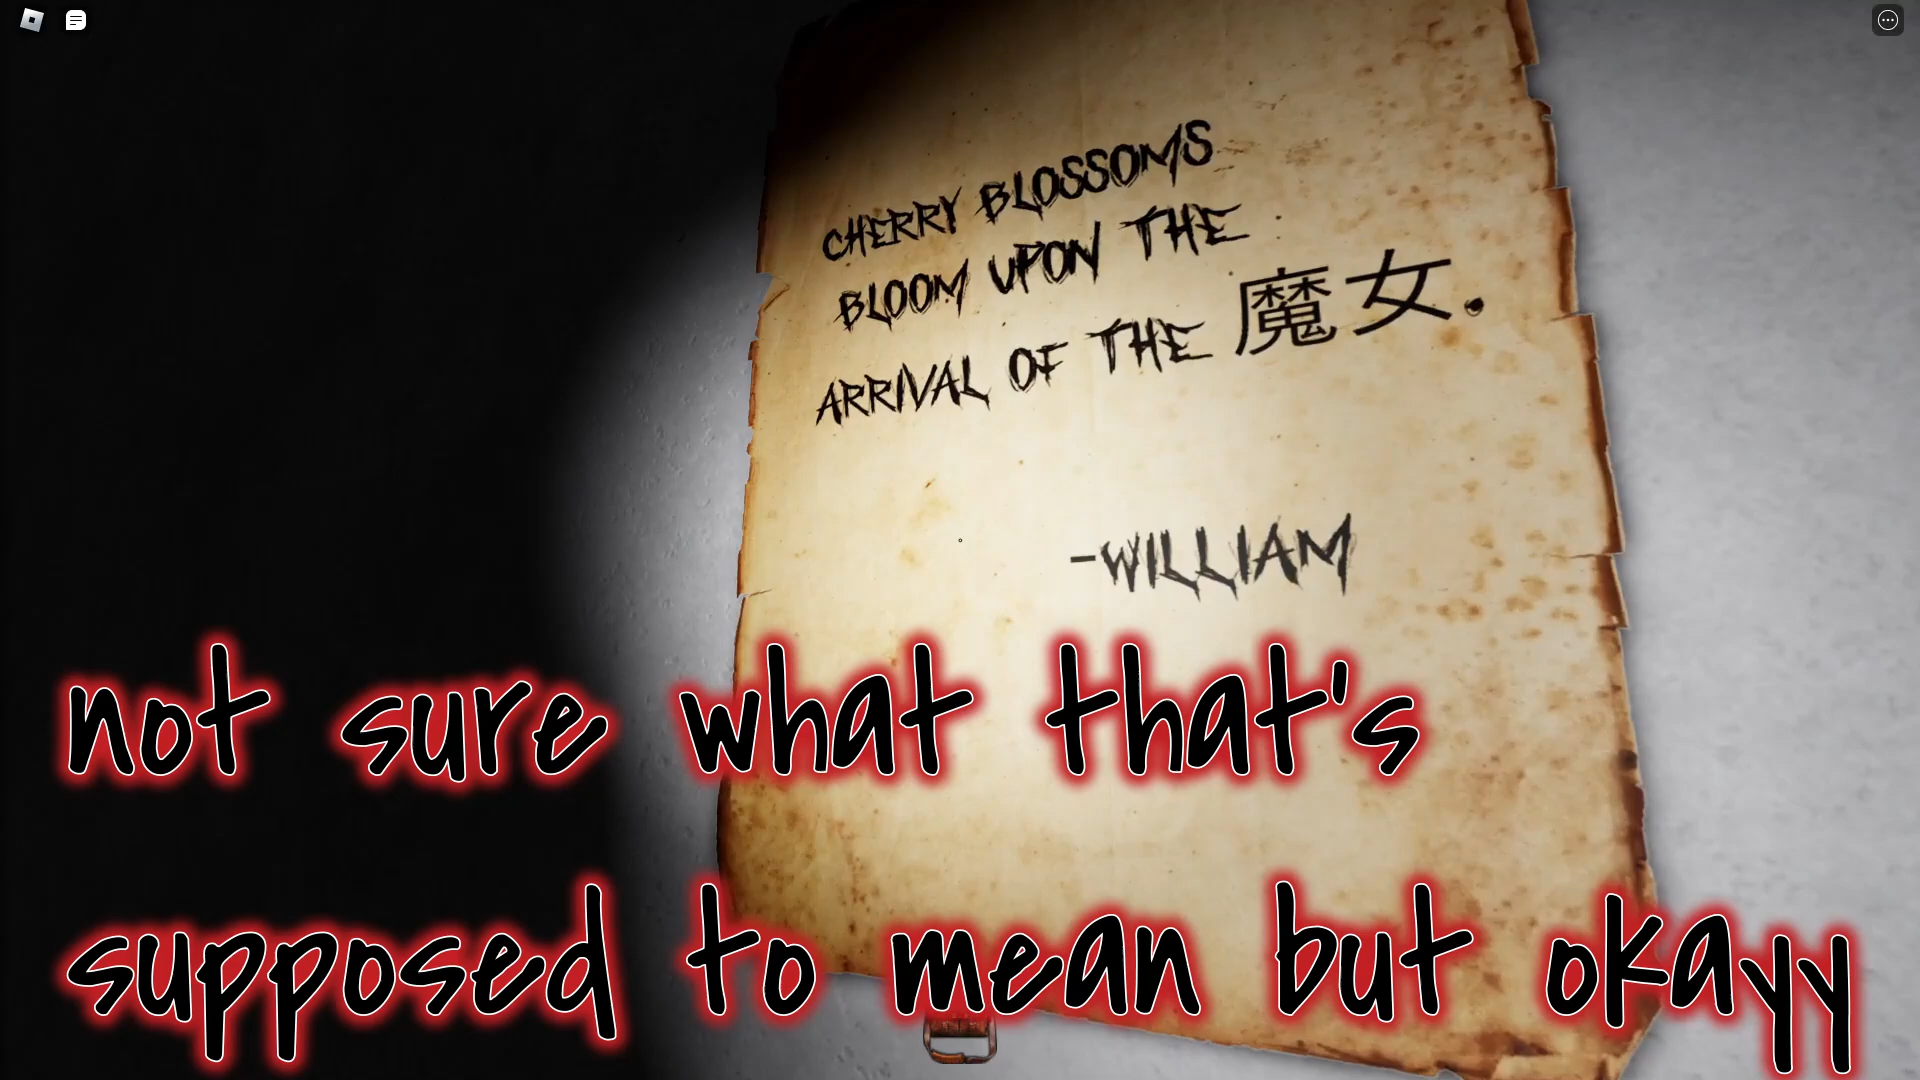 CHERRY BLOSSOMS
BLOOM UPON THE
ARRIVAL OF THE 魔女.
-WILLIAM
not sure what that's
supposed to mean but okayy